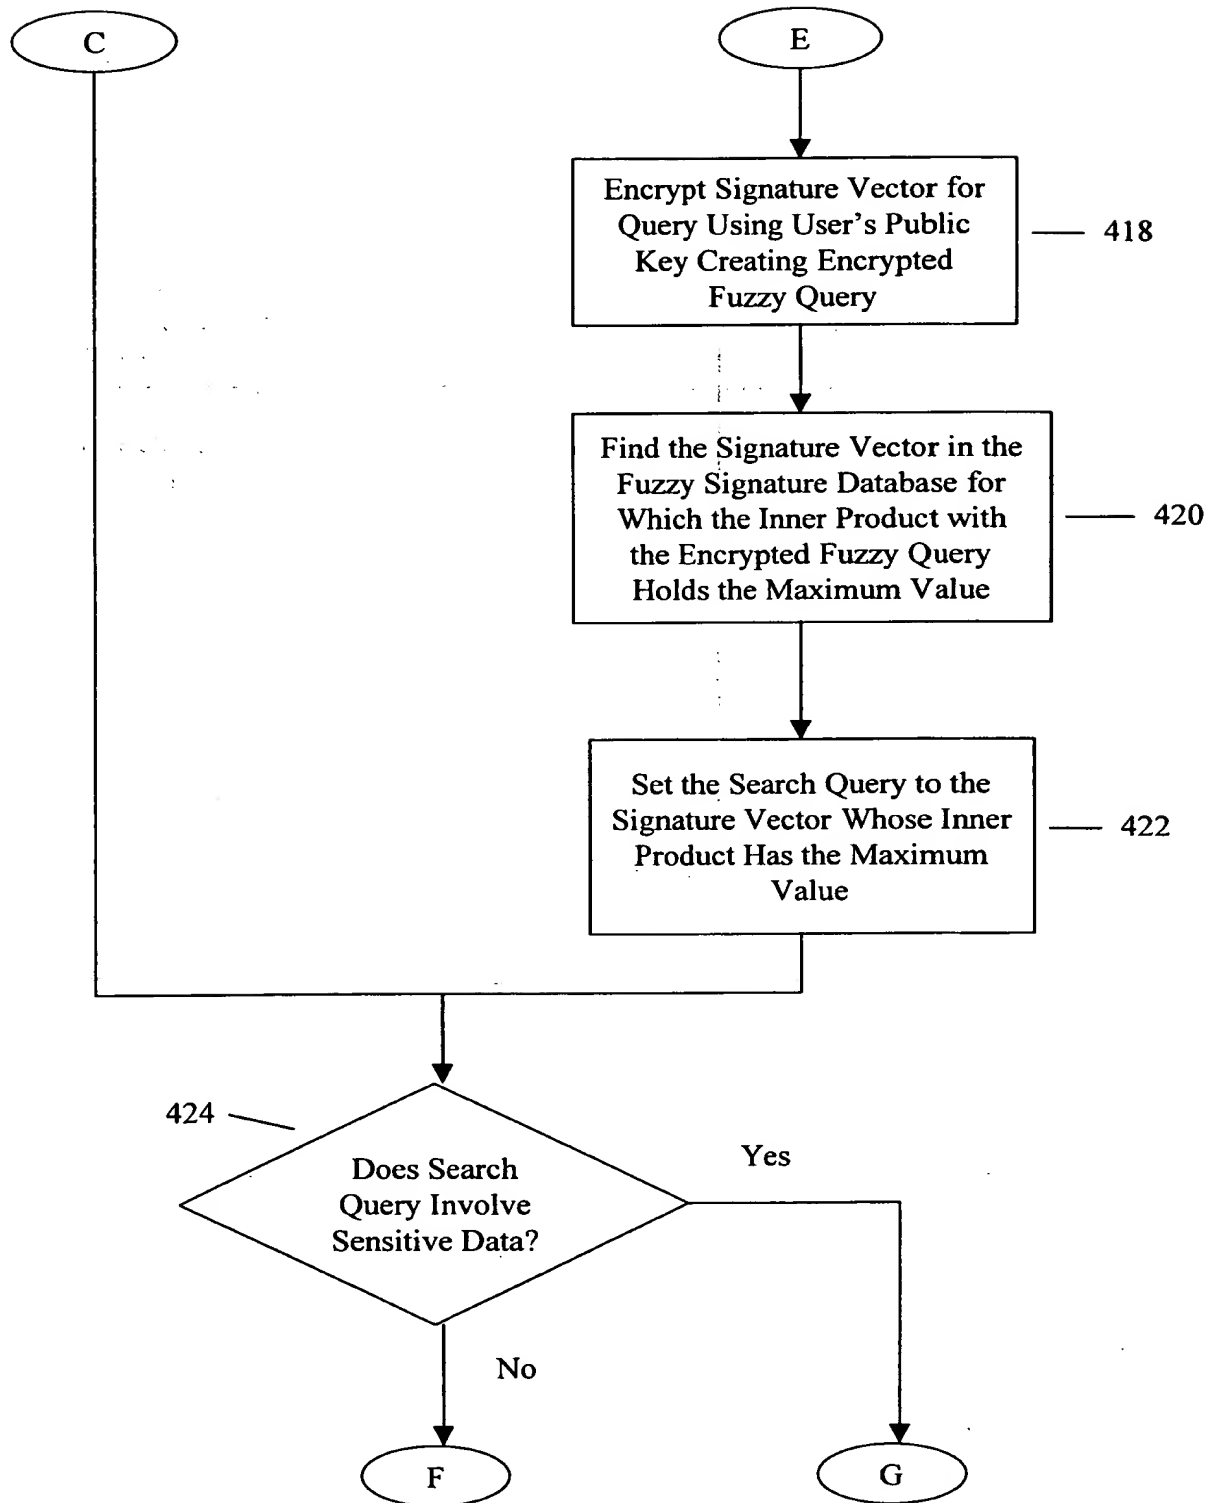 C
E
Encrypt Signature Vector for
Query Using User's Public
Key Creating Encrypted
Fuzzy Query
418
Find the Signature Vector in the
Fuzzy Signature Database for
Which the Inner Product with
the Encrypted Fuzzy Query
Holds the Maximum Value
420
Set the Search Query to the
Signature Vector Whose Inner
Product Has the Maximum
Value
422
424
Does Search
Query Involve
Sensitive Data?
Yes
No
F
G